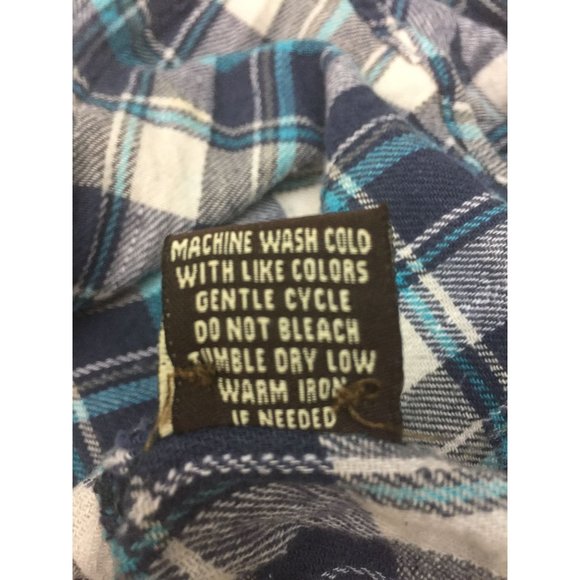 MACHINE WASH COLD
WITH LIKE COLORS
GENTLE CYCLE
DO NOT BLEACH
TUMBLE DRY LOW
WARM IRON
IF NEEDED